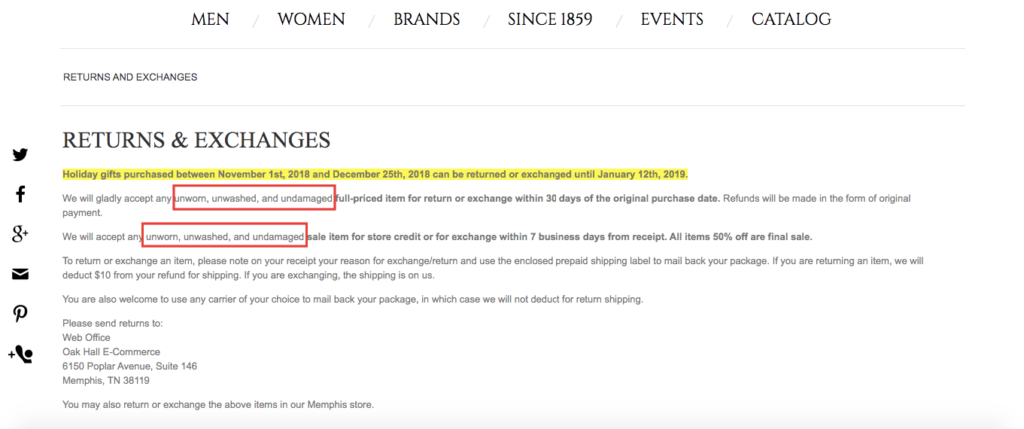 MEN / WOMEN / BRANDS / SINCE 1859 / EVENTS / CATALOG
RETURNS AND EXCHANGES
RETURNS & EXCHANGES
Holiday gifts purchased between November 1st, 2018 and December 25th, 2018 can be returned or exchanged until January 12th, 2019.
We will gladly accept any unworn, unwashed, and undamaged full-priced item for return or exchange within 30 days of the original purchase date. Refunds will be made in the form of original
payment.
We will accept any unworn, unwashed, and undamaged sale item for store credit or for exchange within 7 business days from receipt. All items 50% off are final sale.
To return or exchange an item, please note on your receipt your reason for exchange/return and use the enclosed prepaid shipping label to mail back your package. If you are returning an item, we will
deduct $10 from your refund for shipping. If you are exchanging, the shipping is on us.
You are also welcome to use any carrier of your choice to mail back your package, in which case we will not deduct for return shipping.
Please send returns to:
Web Office
Oak Hall E-Commerce
6150 Poplar Avenue, Suite 146
Memphis, TN 38119
You may also return or exchange the above items in our Memphis store.